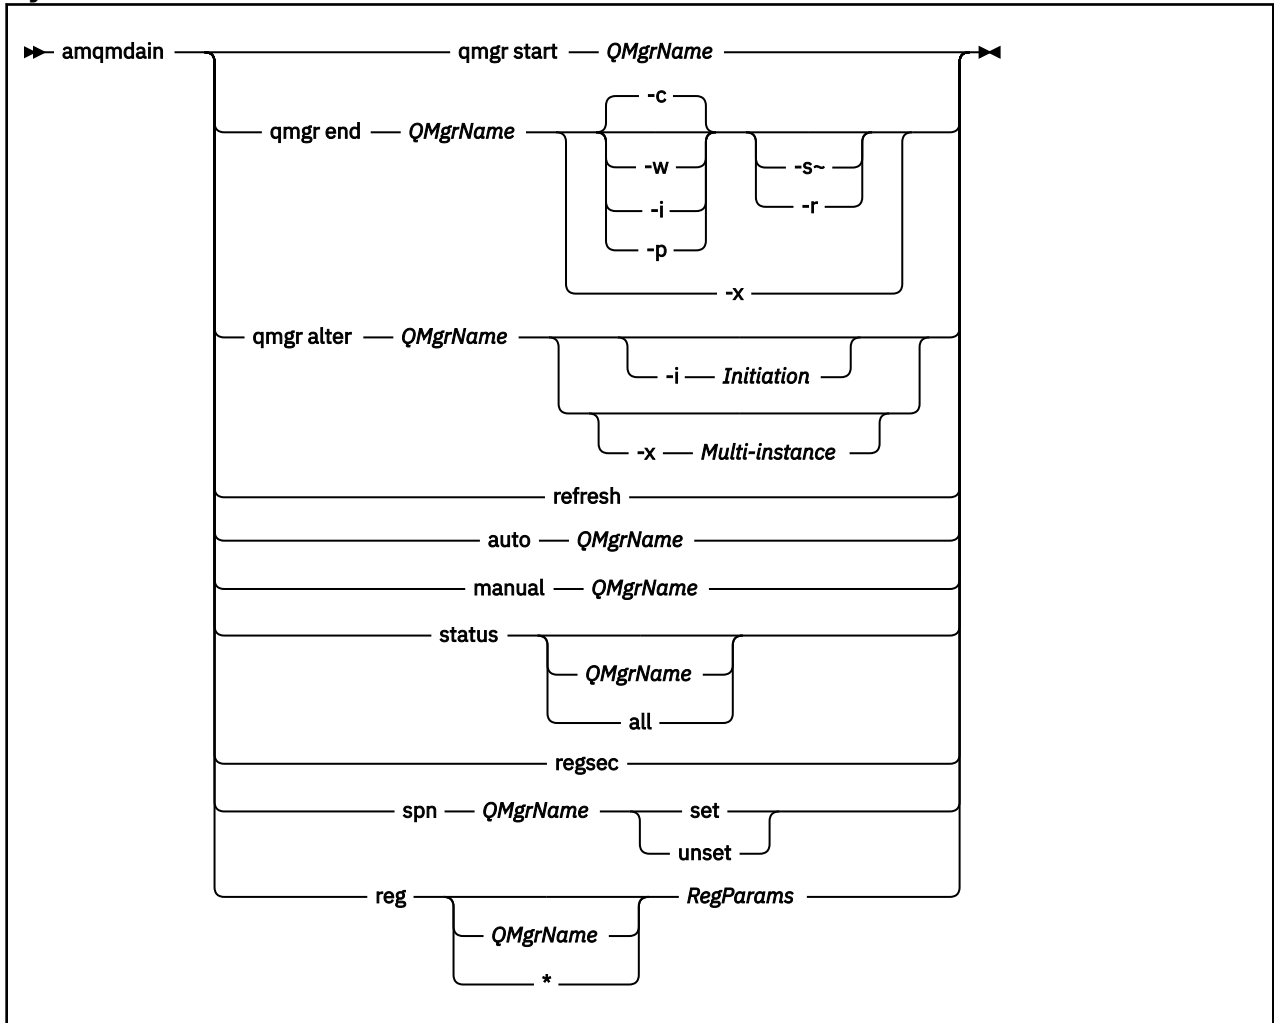 amqmdain qmgr start QMgrName
-c
qmgr end QMgrName
-w -s~
-i -r
-p
-x
qmgr alter QMgrName
-i Initiation
-x Multi-instance
refresh
auto QMgrName
manual QMgrName
status
QMgrName
all
regsec
spn QMgrName set
unset
reg RegParams
QMgrName
*